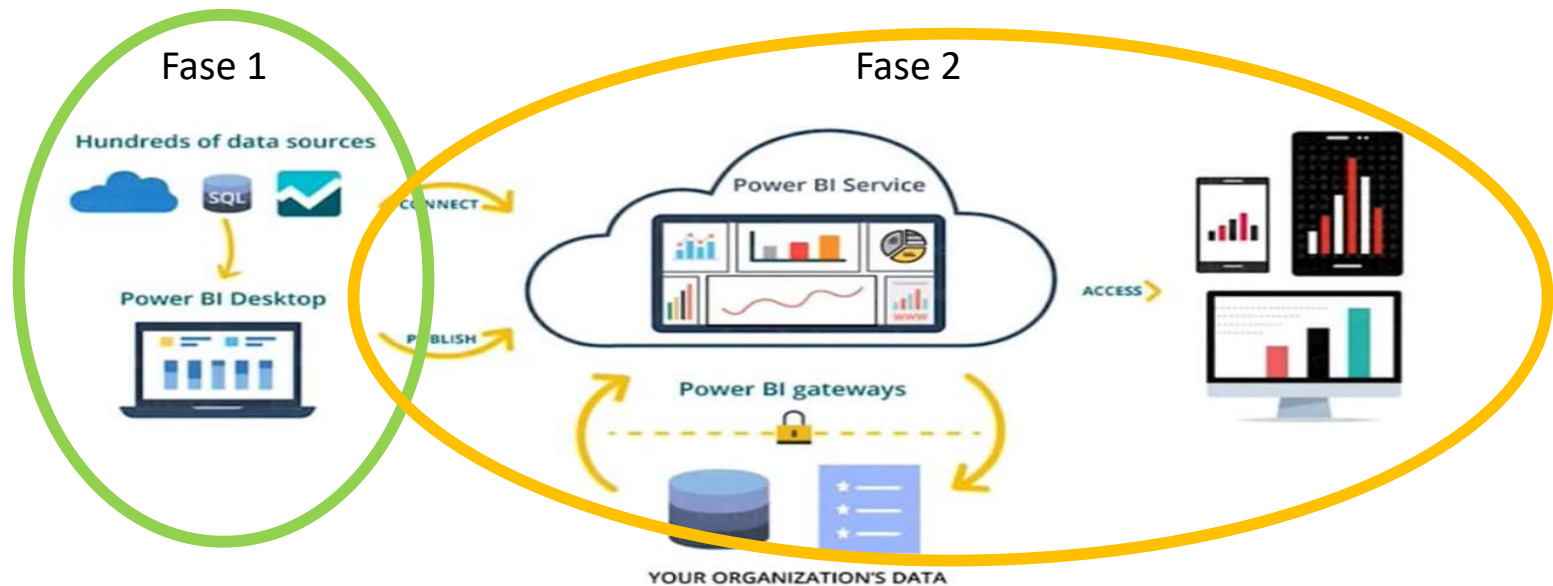 Fase 1
Fase 2
Hundreds of data sources
SQL
CONNECT
Power BI Service
www
Power BI Desktop
ACCESS
PUBLISH
Power BI gateways
YOUR ORGANIZATION'S DATA